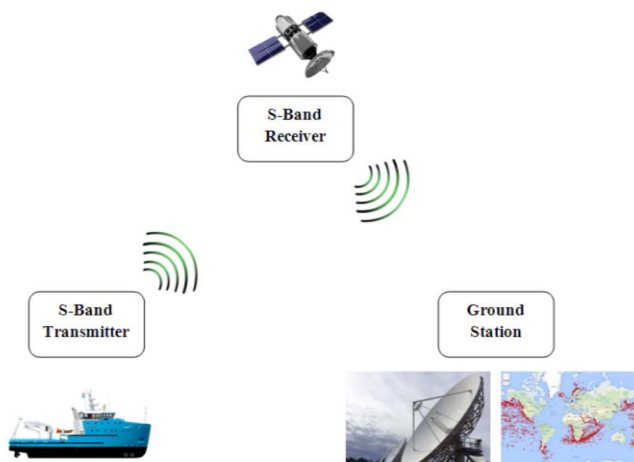 S-Band
Receiver
S-Band
Transmitter
Ground
Station